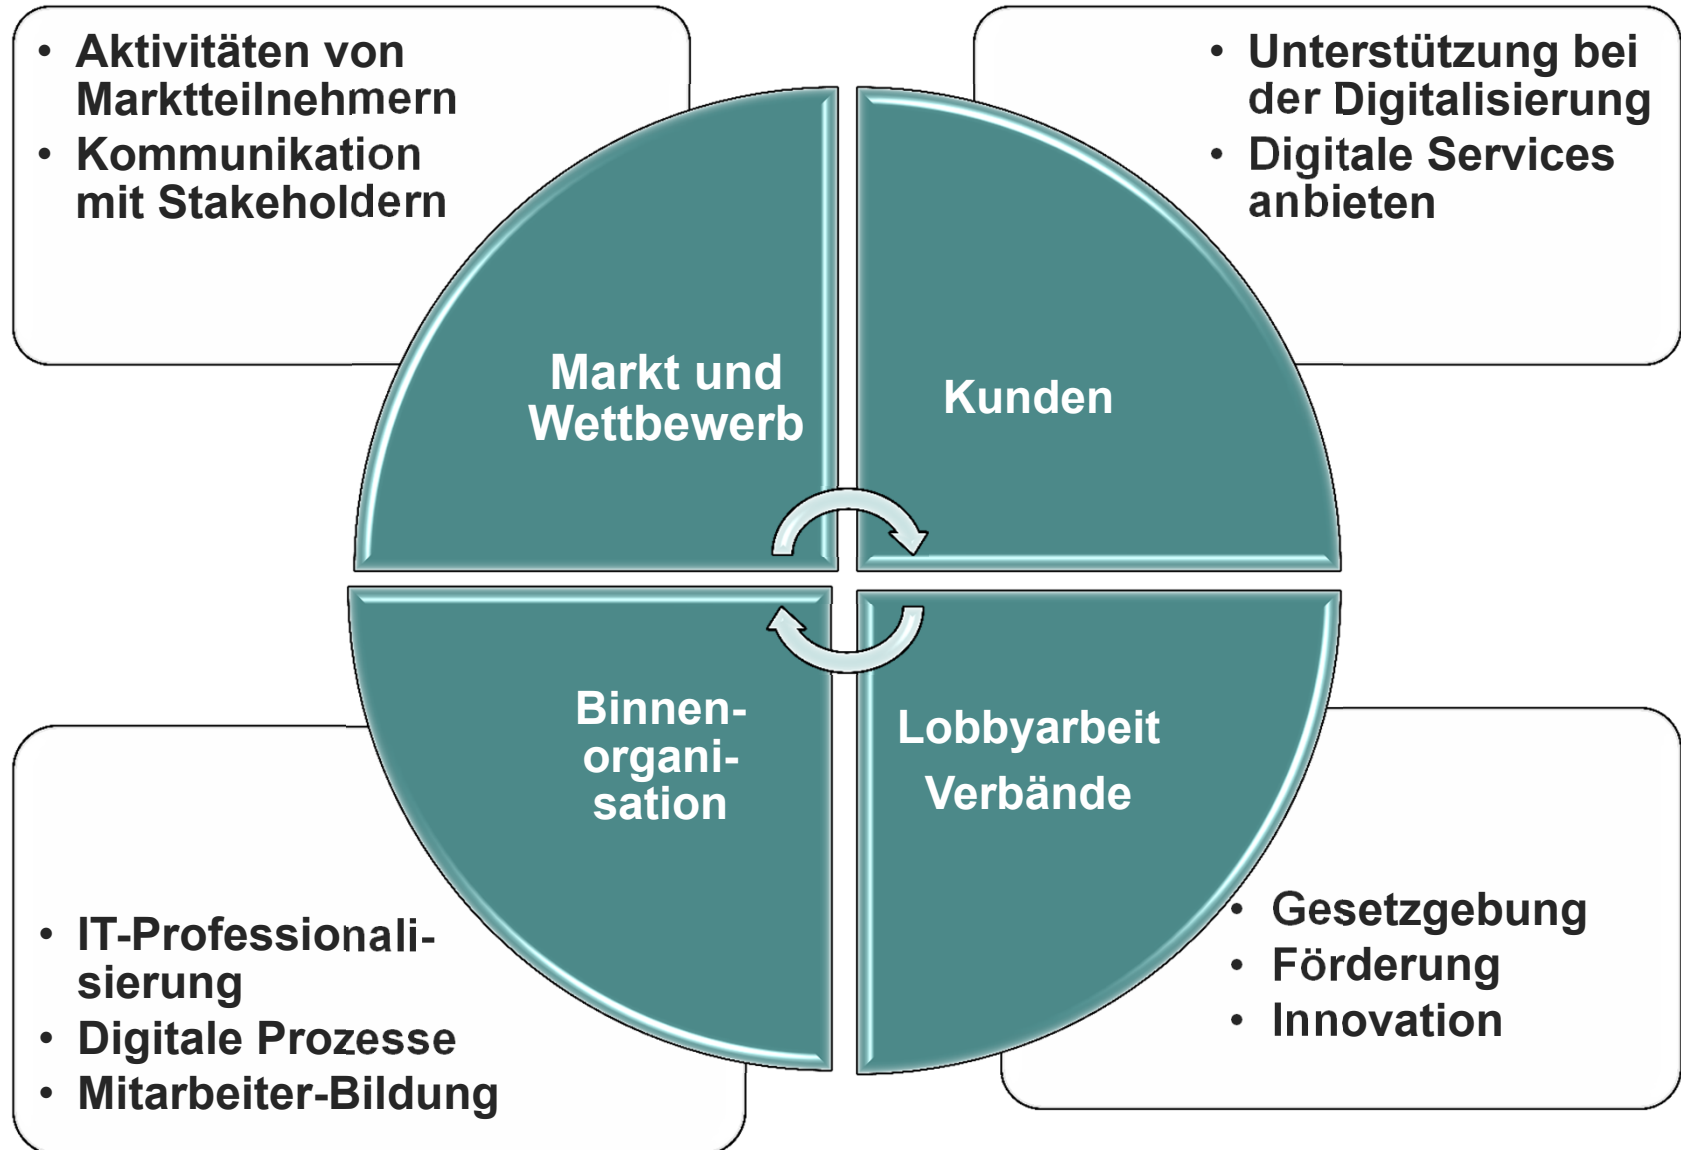 • Aktivitäten von
Marktteilnehmern
• Kommunikation
mit Stakeholdern
• Unterstützung bei
der Digitalisierung
• Digitale Services
anbieten
Markt und
Wettbewerb
Kunden
Binnen-
organi-
sation
Lobbyarbeit
Verbände
• IT-Professionali-
sierung
• Digitale Prozesse
• Mitarbeiter-Bildung
• Gesetzgebung
• Förderung
• Innovation